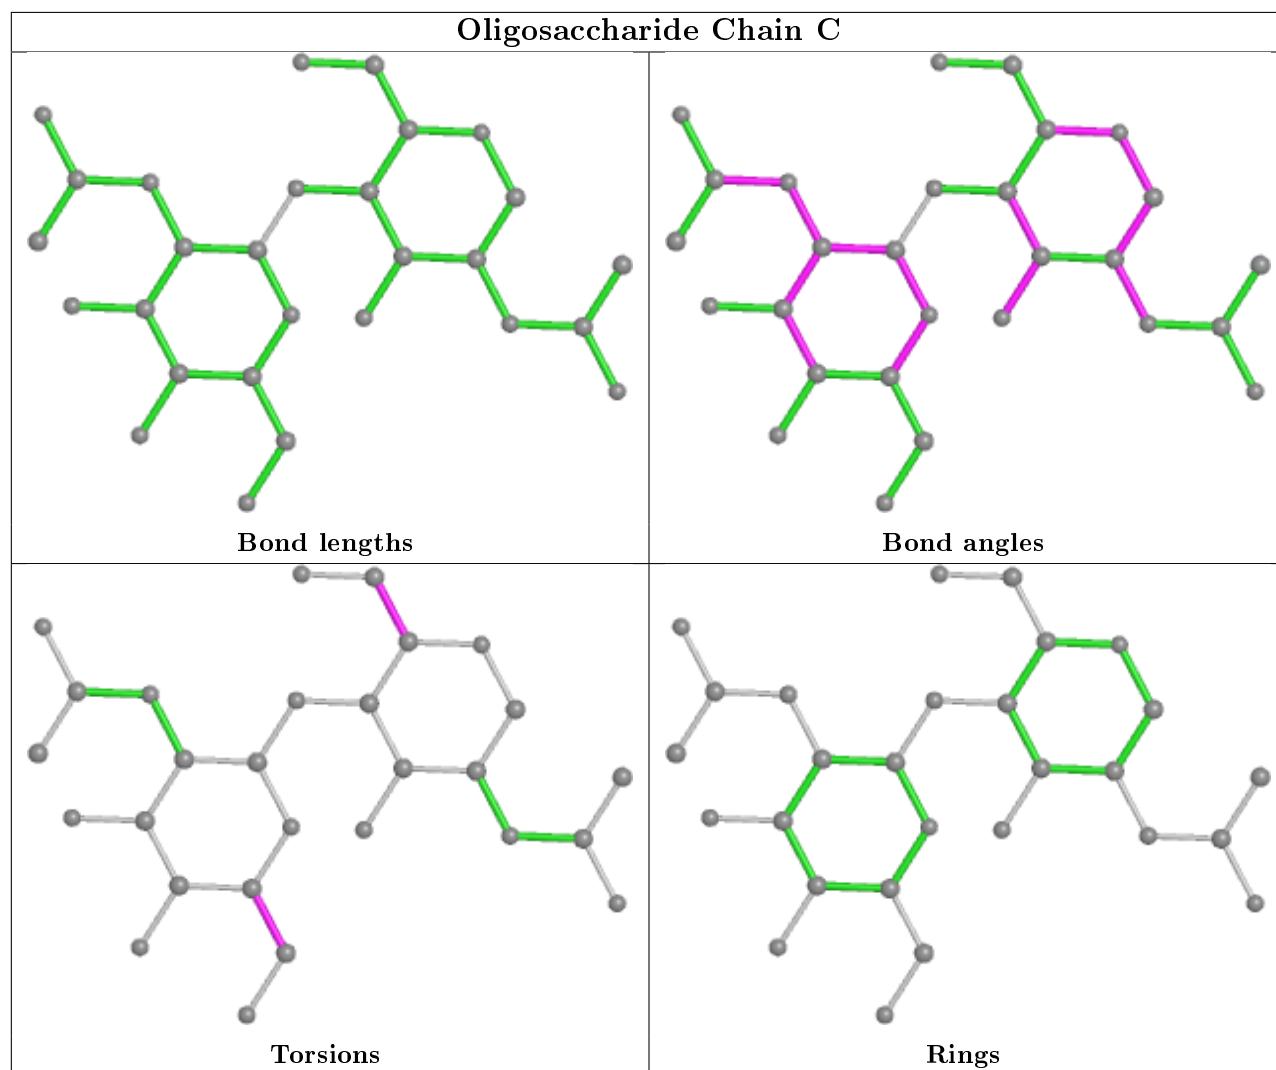 Oligosaccharide Chain C
Bond lengths
Bond angles
Torsions
Rings